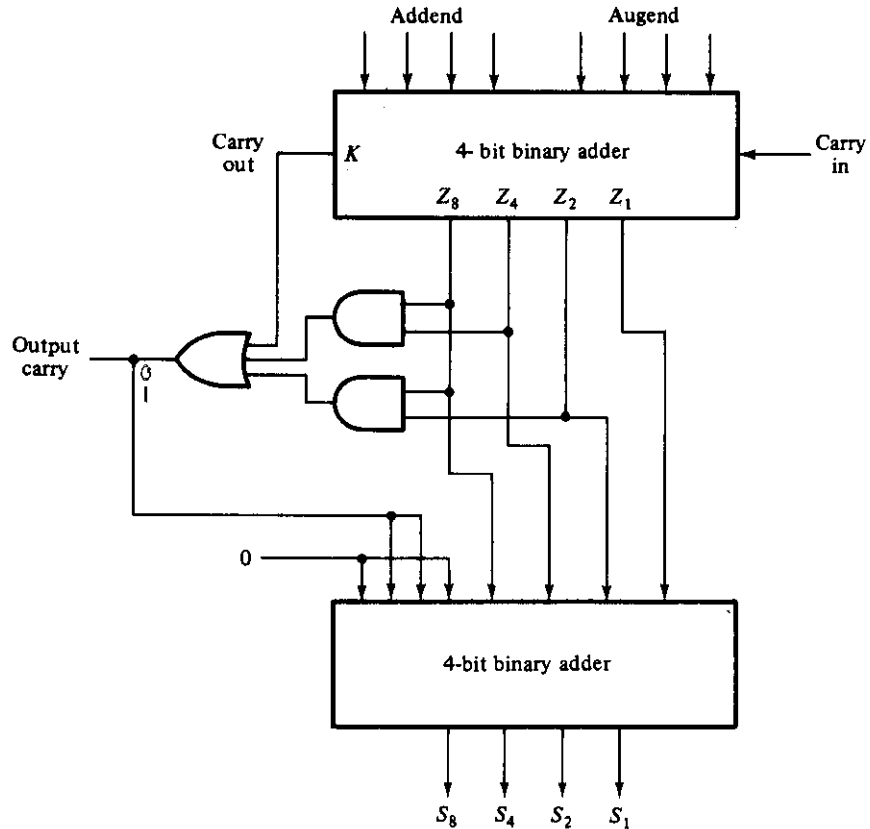 Addend
Augend
Carry
out
K
4- bit binary adder
Carry
in
Z₈ Z₄ Z₂ Z₁
Output
carry
0
1
0
4-bit binary adder
S₈ S₄ S₂ S₁